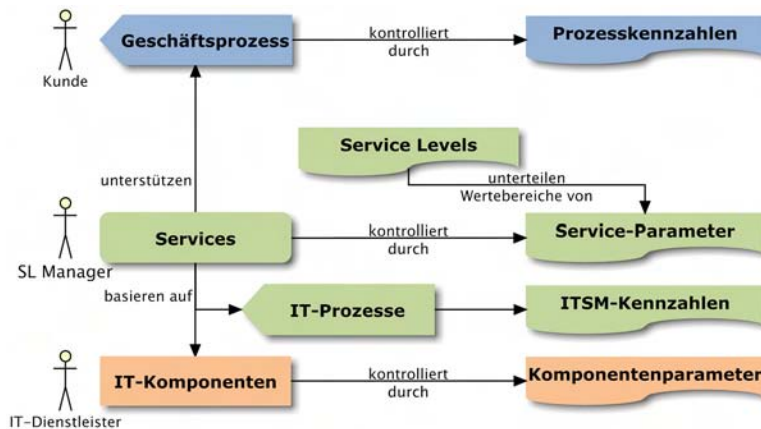 Geschäftsprozess
kontrolliert
durch
Prozesskennzahlen
Kunde
Service Levels
unterteilen
Wertebereiche von
unterstützen
Services
kontrolliert
durch
Service-Parameter
SL Manager
basieren auf
IT-Prozesse
ITSM-Kennzahlen
IT-Komponenten
kontrolliert
durch
Komponentenparameter
IT-Dienstleister